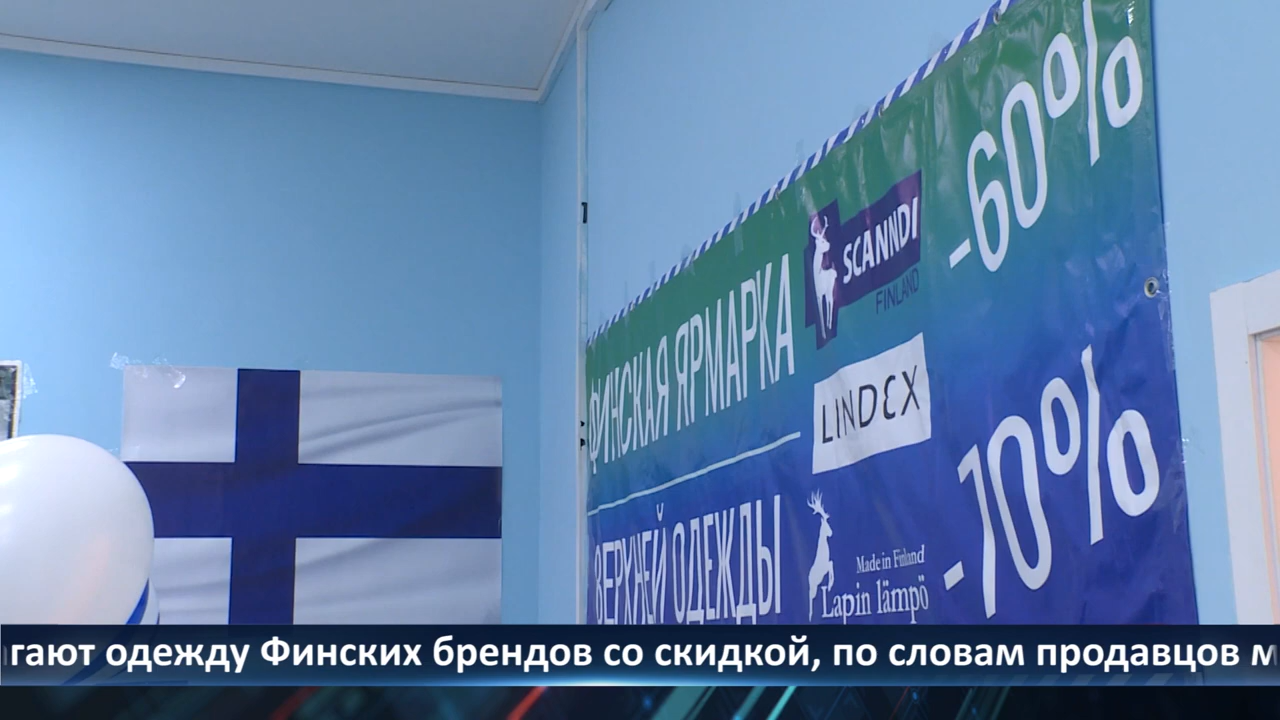 ФИНСКАЯ ЯРМАРКА
ВЕРХНЕЙ ОДЕЖДЫ
SCANNDI
FINLAND
LINDEX
Made in Finland
Lapin lämpö
-60%
-70%
одежду Финских брендов со скидкой, по словам продавцов